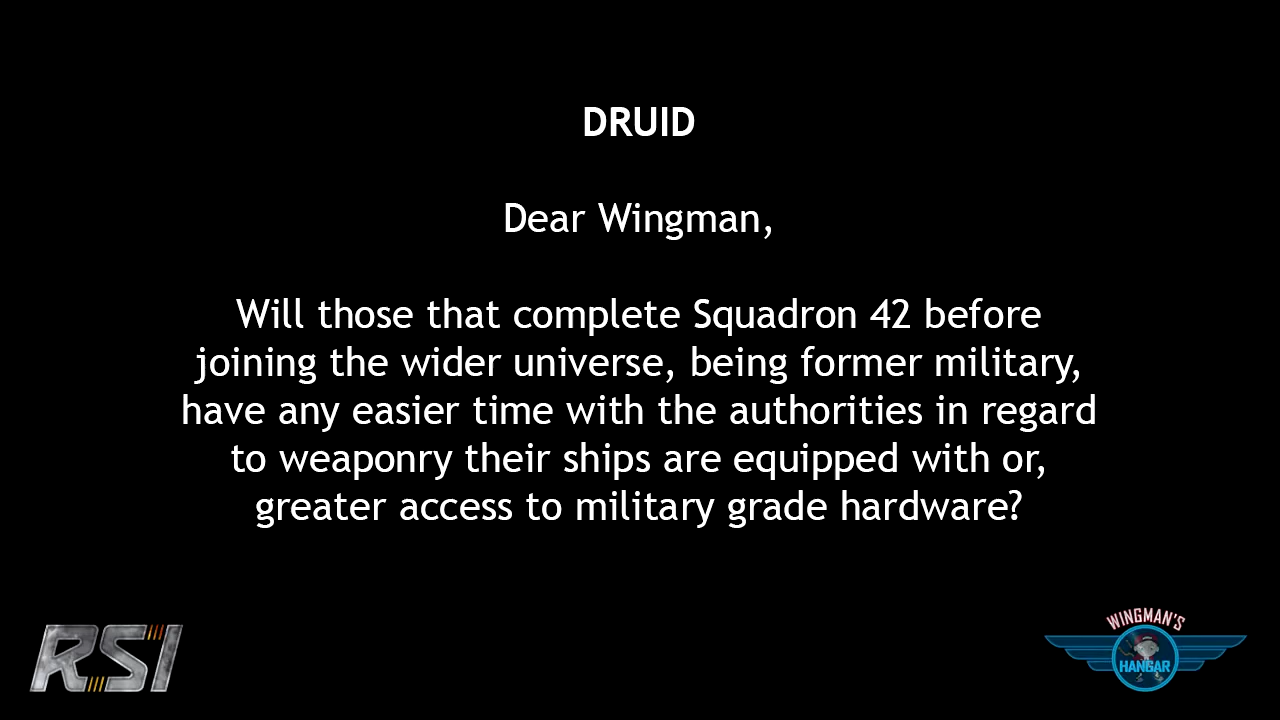 DRUID
Dear Wingman,
Will those that complete Squadron 42 before
joining the wider universe, being former military,
have any easier time with the authorities in regard
to weaponry their ships are equipped with or,
greater access to military grade hardware?
RSI
WINGMAN'S
HANGAR